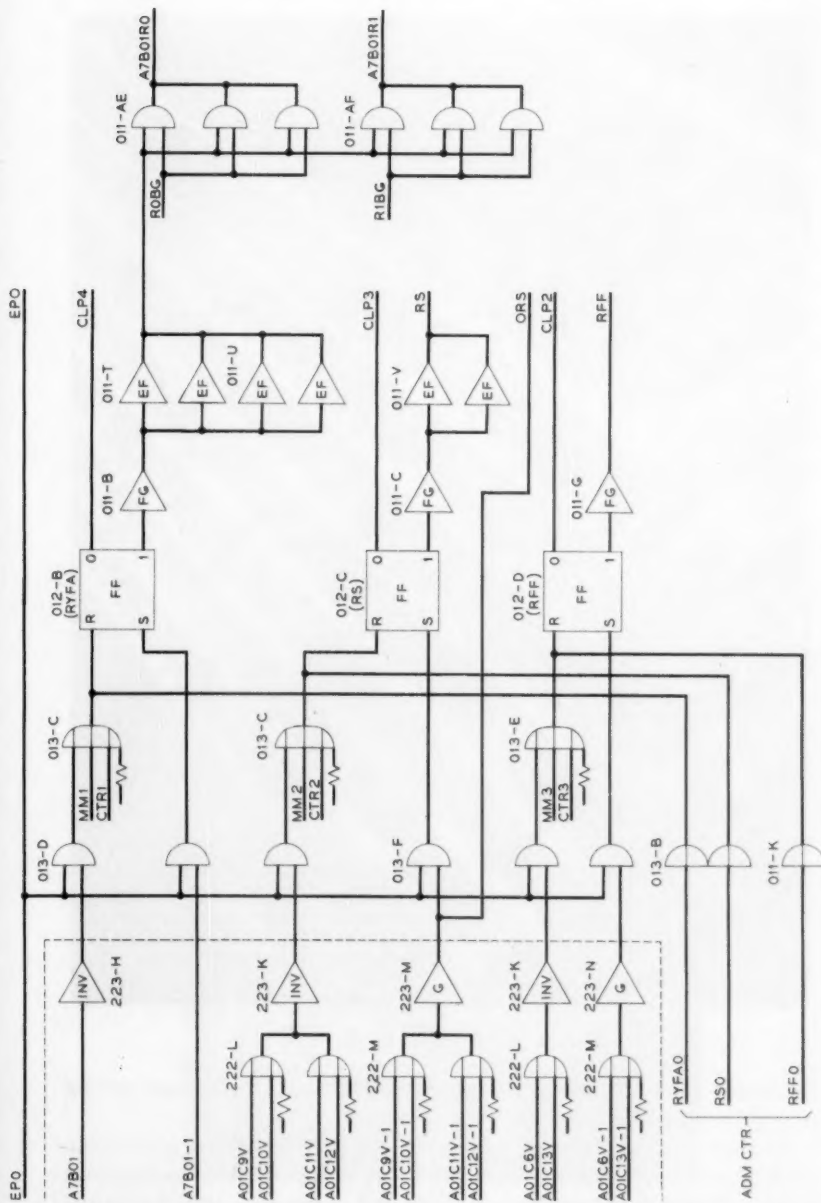 EP0
EP0
A7B01
INV
223-H
013-D
MM1
CTR1
013-C
012-B
(RYFA)
R
0
FF
S
1
CLP4
011-B
FG
011-T
EF
EF
011-U
EF
EF
011-AE
A7B01R0
R0BG
011-AF
A7B01R1
R1BG
A7B01-1
222-L
A01C9V
A01C10V
A01C11V
A01C12V
INV
223-K
MM2
CTR2
013-C
012-C
(RS)
R
0
FF
S
1
CLP3
011-C
FG
011-V
EF
EF
RS
ORS
222-M
A01C9V-1
A01C10V-1
A01C11V-1
A01C12V-1
G
223-M
013-F
222-L
A01C6V
A01C13V
INV
223-K
MM3
CTR3
013-E
012-D
(RFF)
R
0
FF
S
1
CLP2
011-G
FG
RFF
222-M
A01C6V-1
A01C13V-1
G
223-N
RYFA0
RS0
RFF0
013-B
011-K
ADM CTR